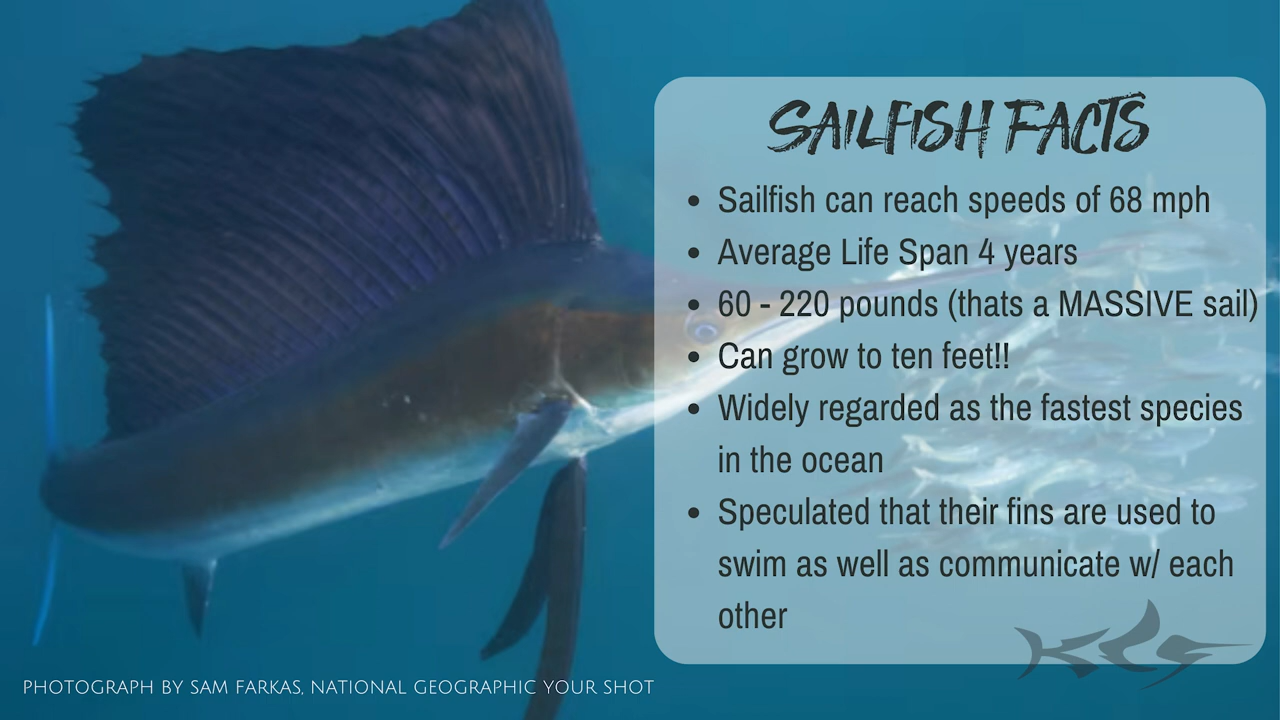 SAILFISH FACTS
• Sailfish can reach speeds of 68 mph
• Average Life Span 4 years
• 60 - 220 pounds (thats a MASSIVE sail)
• Can grow to ten feet!!
• Widely regarded as the fastest species
in the ocean
• Speculated that their fins are used to
swim as well as communicate w/ each
other
KCS
PHOTOGRAPH BY SAM FARKAS, NATIONAL GEOGRAPHIC YOUR SHOT